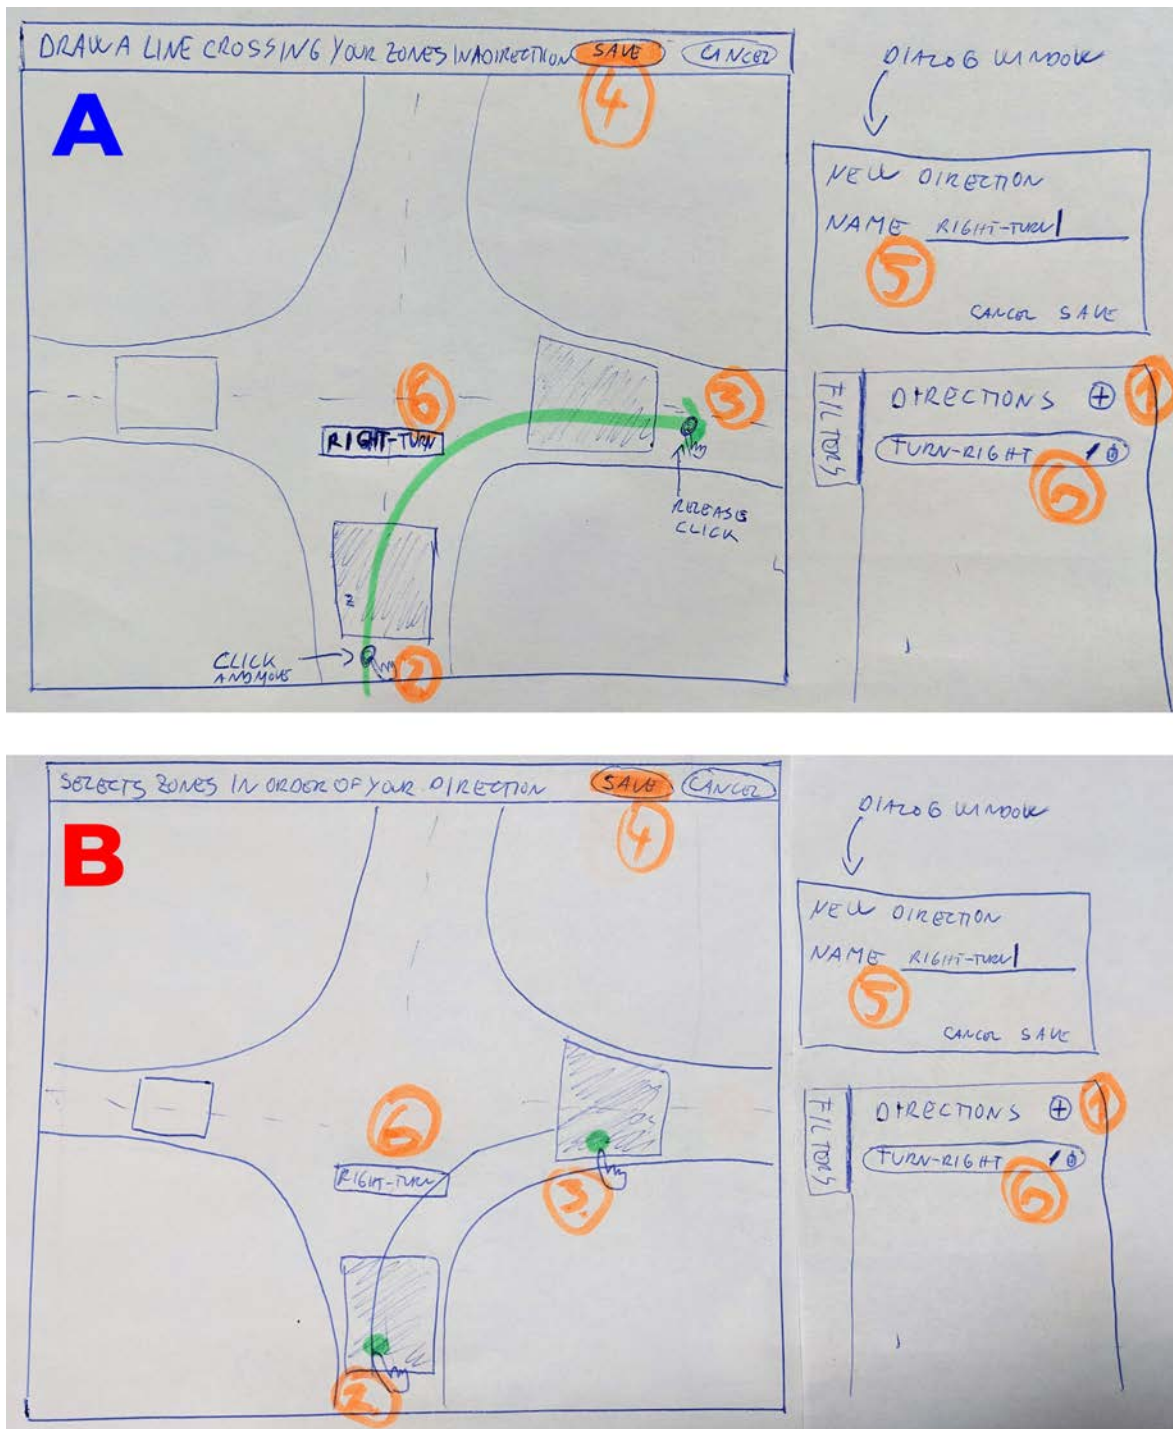 DRAW A LINE CROSSING YOUR ZONES IN A DIRECTION SAVE CANCEL
4
A
DIALOG WINDOW
NEW DIRECTION
NAME RIGHT-TURN
5
CANCEL SAVE
6
3
RIGHT-TURN
RELEASE
CLICK
Z
CLICK
AND MOVE
2
FILTORS
DIRECTIONS + 1
TURN-RIGHT
6
SELECTS ZONES IN ORDER OF YOUR DIRECTION SAVE CANCEL
4
B
DIALOG WINDOW
NEW DIRECTION
NAME RIGHT-TURN
5
CANCEL SAVE
6
RIGHT-TURN
3
2
FILTORS
DIRECTIONS + 1
TURN-RIGHT
6